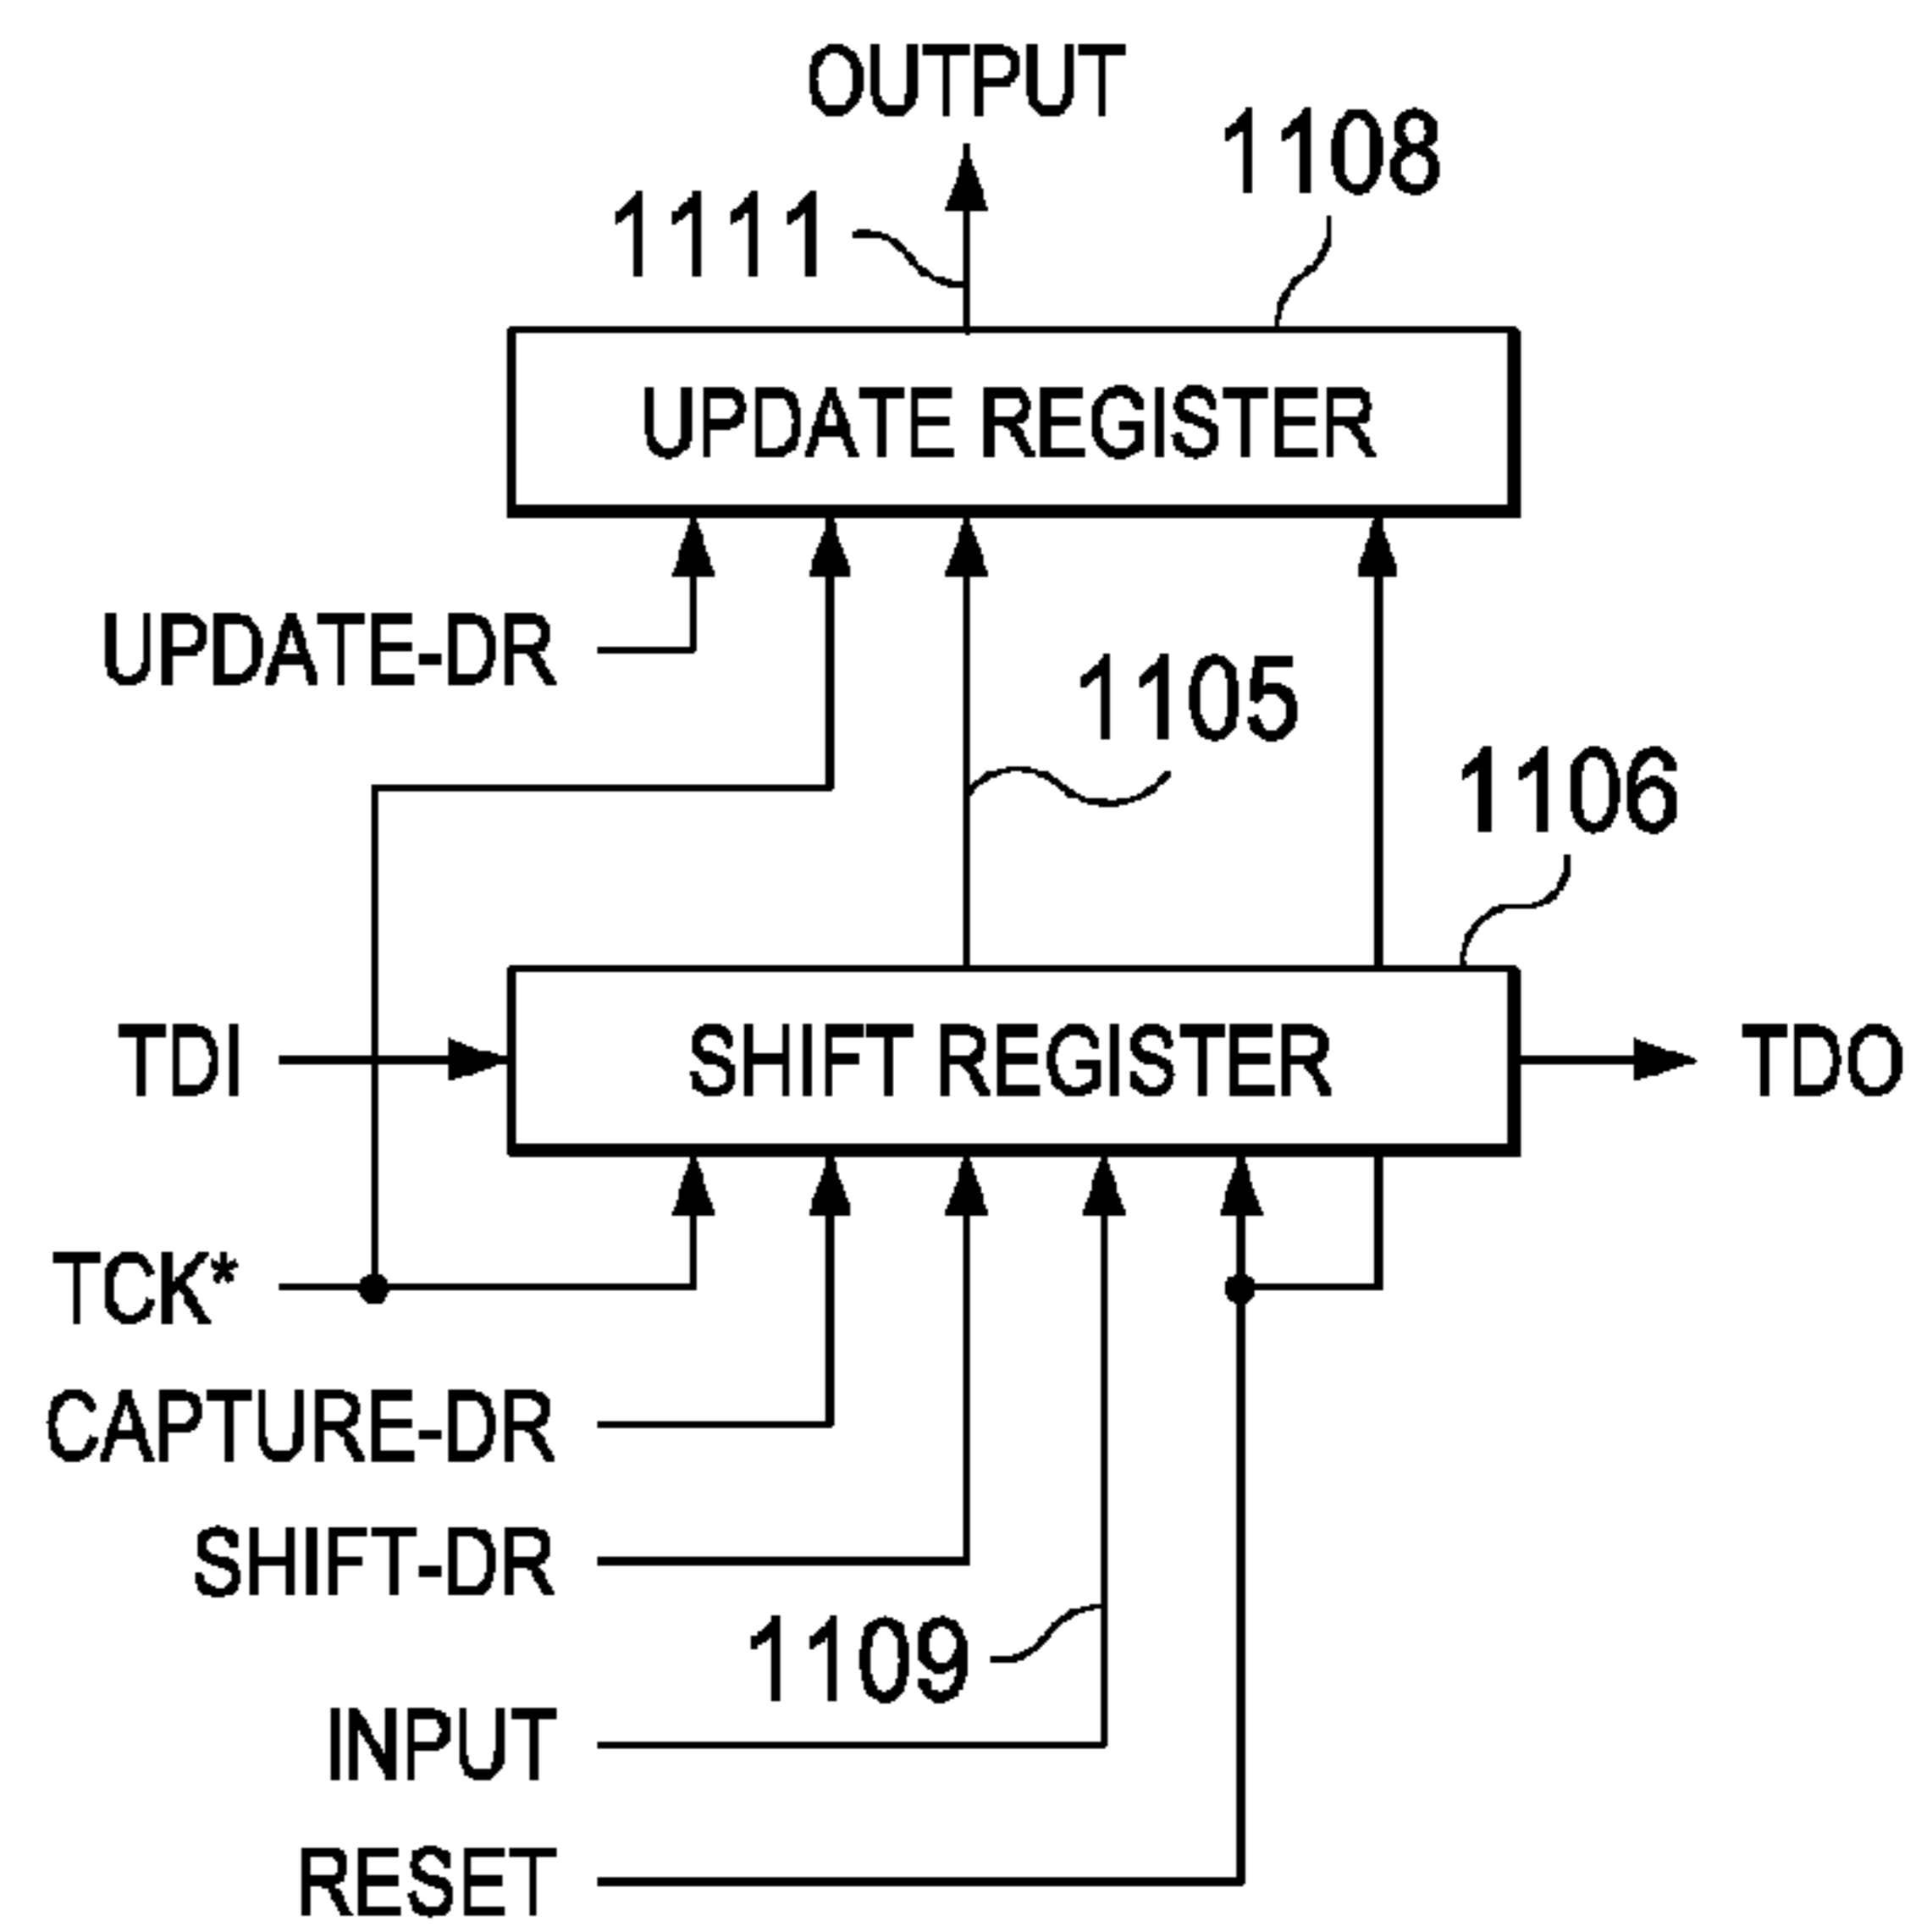 OUTPUT
1108
1111
UPDATE REGISTER
UPDATE-DR
1105
1106
TDI
SHIFT REGISTER
TDO
TCK*
CAPTURE-DR
SHIFT-DR
1109
INPUT
RESET